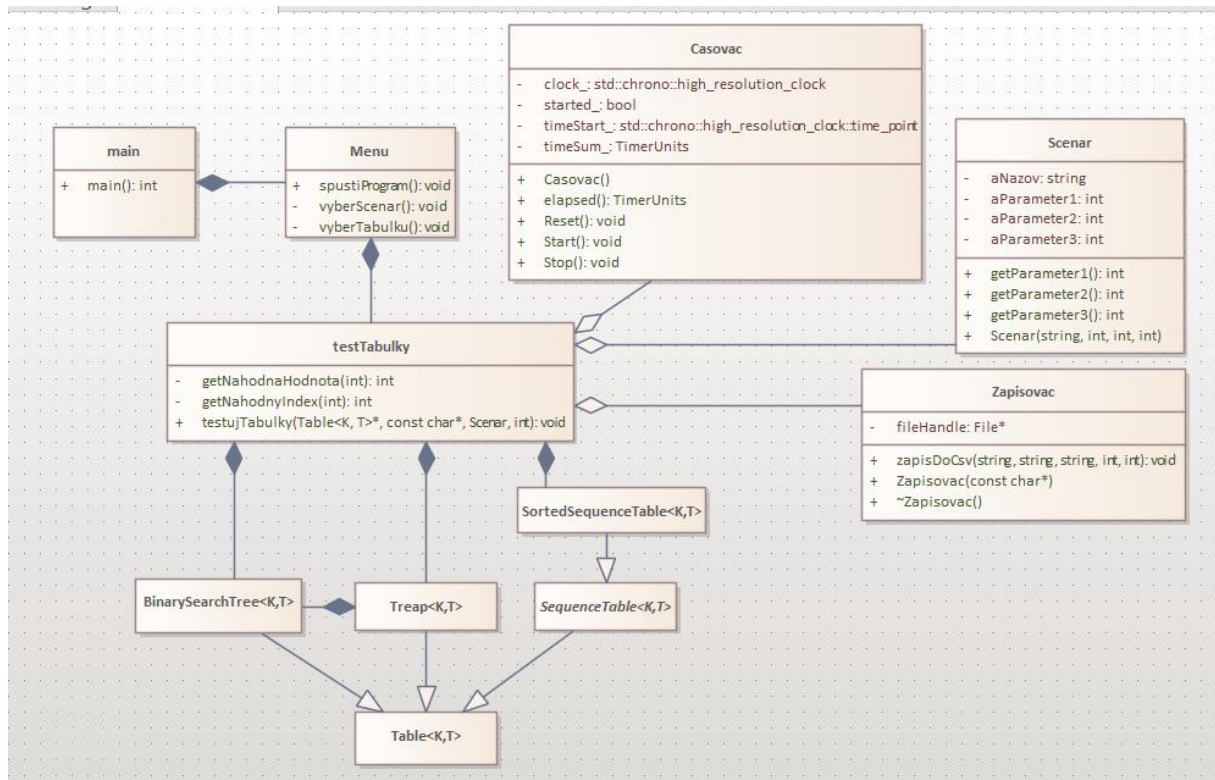 Casovac
- clock_: std::chrono::high_resolution_clock
- started_: bool
- timeStart_: std::chrono::high_resolution_clock::time_point
- timeSum_: TimerUnits
+ Casovac()
+ elapsed(): TimerUnits
+ Reset(): void
+ Start(): void
+ Stop(): void
main
+ main(): int
Menu
+ spustiProgram(): void
- vyberScenar(): void
- vyberTabulku(): void
Scenar
- aNazov: string
- aParameter1: int
- aParameter2: int
- aParameter3: int
+ getParameter1(): int
+ getParameter2(): int
+ getParameter3(): int
+ Scenar(string, int, int, int)
testTabulky
- getNahodnaHodnota(int): int
- getNahodnyIndex(int): int
+ testujTabulky(Table<K, T>*, const char*, Scenar, int): void
Zapisovac
- fileHandle: File*
+ zapisDoCsv(string, string, string, int, int): void
+ Zapisovac(const char*)
+ ~Zapisovac()
SortedSequenceTable<K,T>
BinarySearchTree<K,T>
Treap<K,T>
SequenceTable<K,T>
Table<K,T>